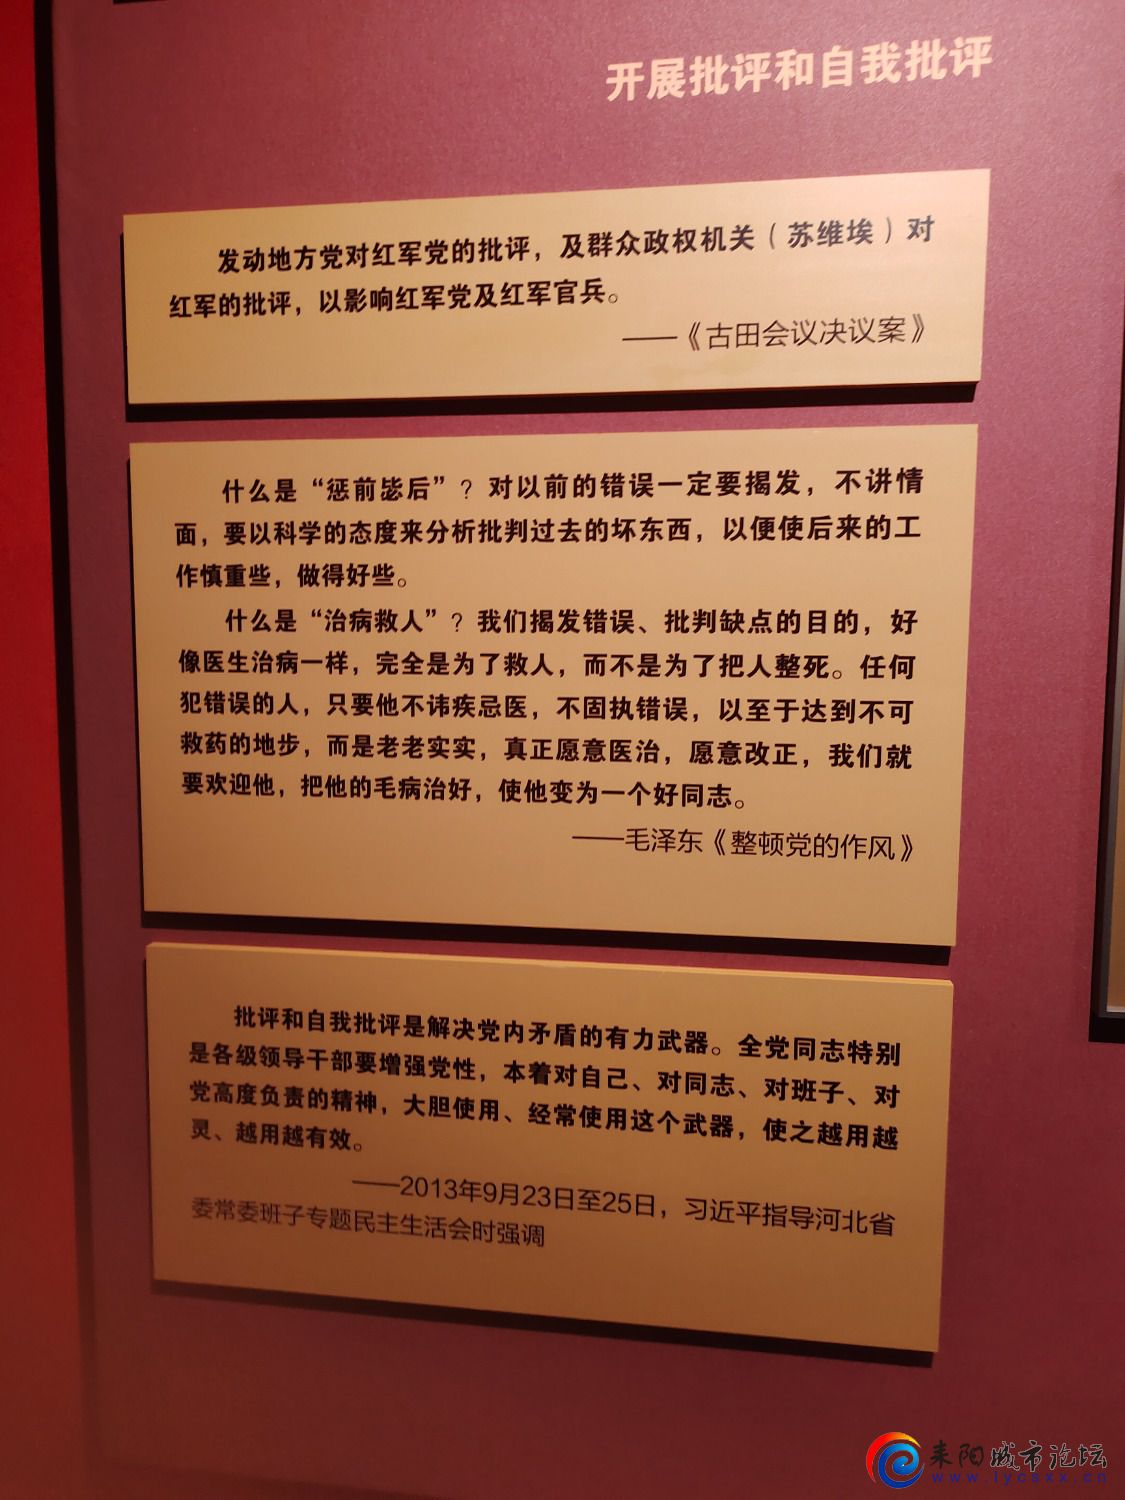 开展批评和自我批评
发动地方党对红军党的批评，及群众政权机关（苏维埃）对
红军的批评，以影响红军党及红军官兵。
——《古田会议决议案》
什么是“惩前毖后”？对以前的错误一定要揭发，不讲情
面，要以科学的态度来分析批判过去的坏东西，以便使后来的工
作慎重些，做得好些。
什么是“治病救人”？我们揭发错误、批判缺点的目的，好
像医生治病一样，完全是为了救人，而不是为了把人整死。任何
犯错误的人，只要他不讳疾忌医，不固执错误，以至于达到不可
救药的地步，而是老老实实，真正愿意医治，愿意改正，我们就
要欢迎他，把他的毛病治好，使他变为一个好同志。
——毛泽东《整顿党的作风》
批评和自我批评是解决党内矛盾的有力武器。全党同志特别
是各级领导干部要增强党性，本着对自己、对同志、对班子、对
党高度负责的精神，大胆使用、经常使用这个武器，使之越用越
灵、越用越有效。
——2013年9月23日至25日，习近平指导河北省
委常委班子专题民主生活会时强调
耒阳城市论坛
www.lycsxx.cn